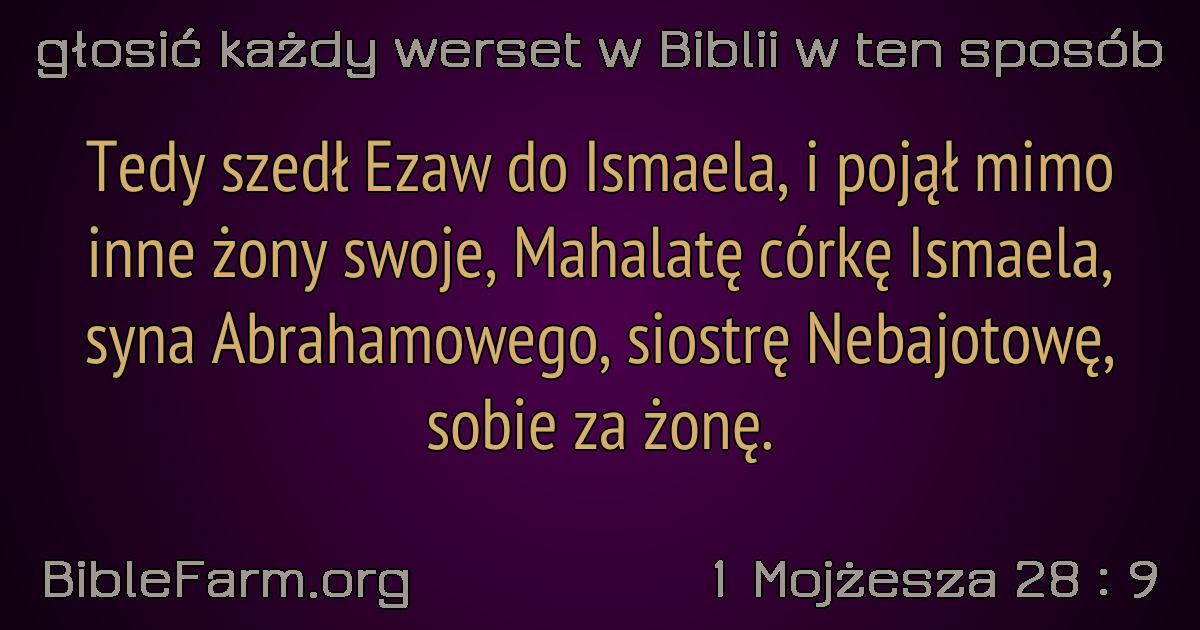 głosić każdy werset w Biblii w ten sposób
Tedy szedł Ezaw do Ismaela, i pojął mimo
inne żony swoje, Mahalatę córkę Ismaela,
syna Abrahamowego, siostrę Nebajotowę,
sobie za żonę.
BibleFarm.org
1 Mojżesza 28 : 9